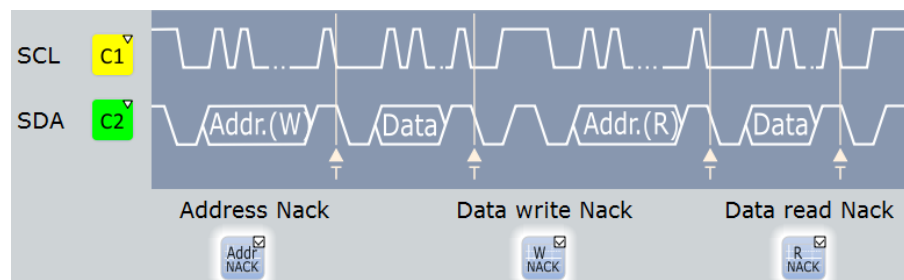 SCL C1
SDA C2 Addr.(W) Data Addr.(R) Data
T T T T
Address Nack Data write Nack Data read Nack
Addr NACK W NACK R NACK